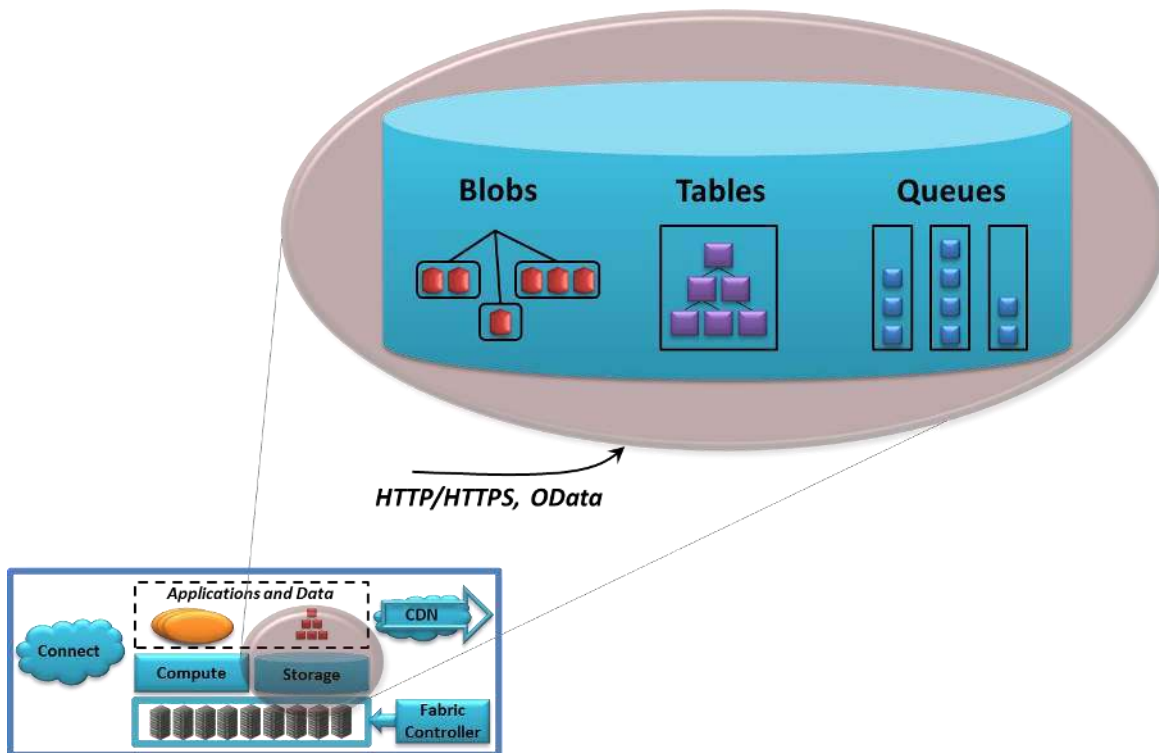 Blobs
Tables
Queues
HTTP/HTTPS, OData
Applications and Data
CDN
Connect
Compute
Storage
Fabric
Controller